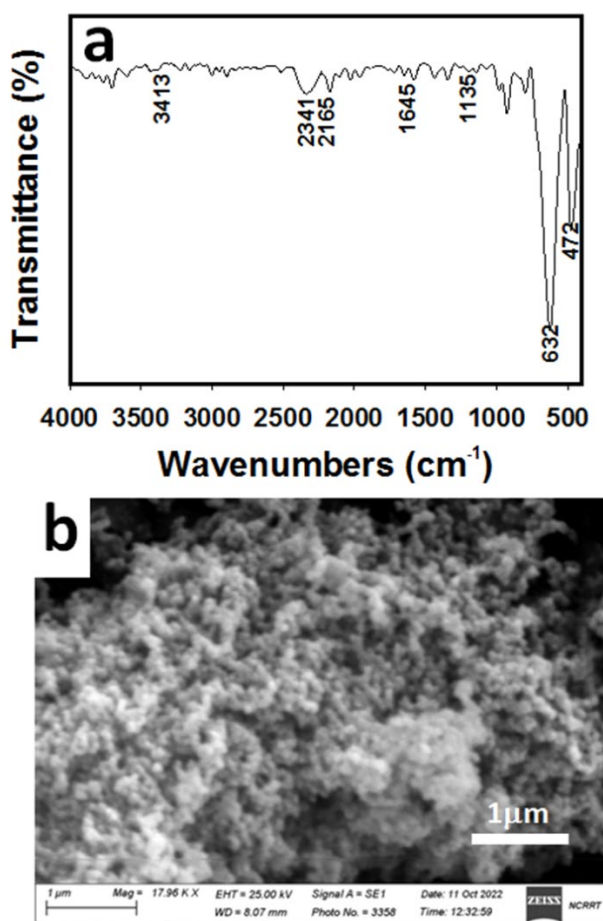 a
Transmittance (%)
3413
2341
2165
1645
1135
632
472
4000 3500 3000 2500 2000 1500 1000 500
Wavenumbers (cm⁻¹)
b
1μm
1 μm Mag = 17.96 K X EHT = 25.00 kV Signal A = SE1 Date: 11 Oct 2022
WD = 8.07 mm Photo No. = 3358 Time: 12:32:59
ZEISS
NCRRT